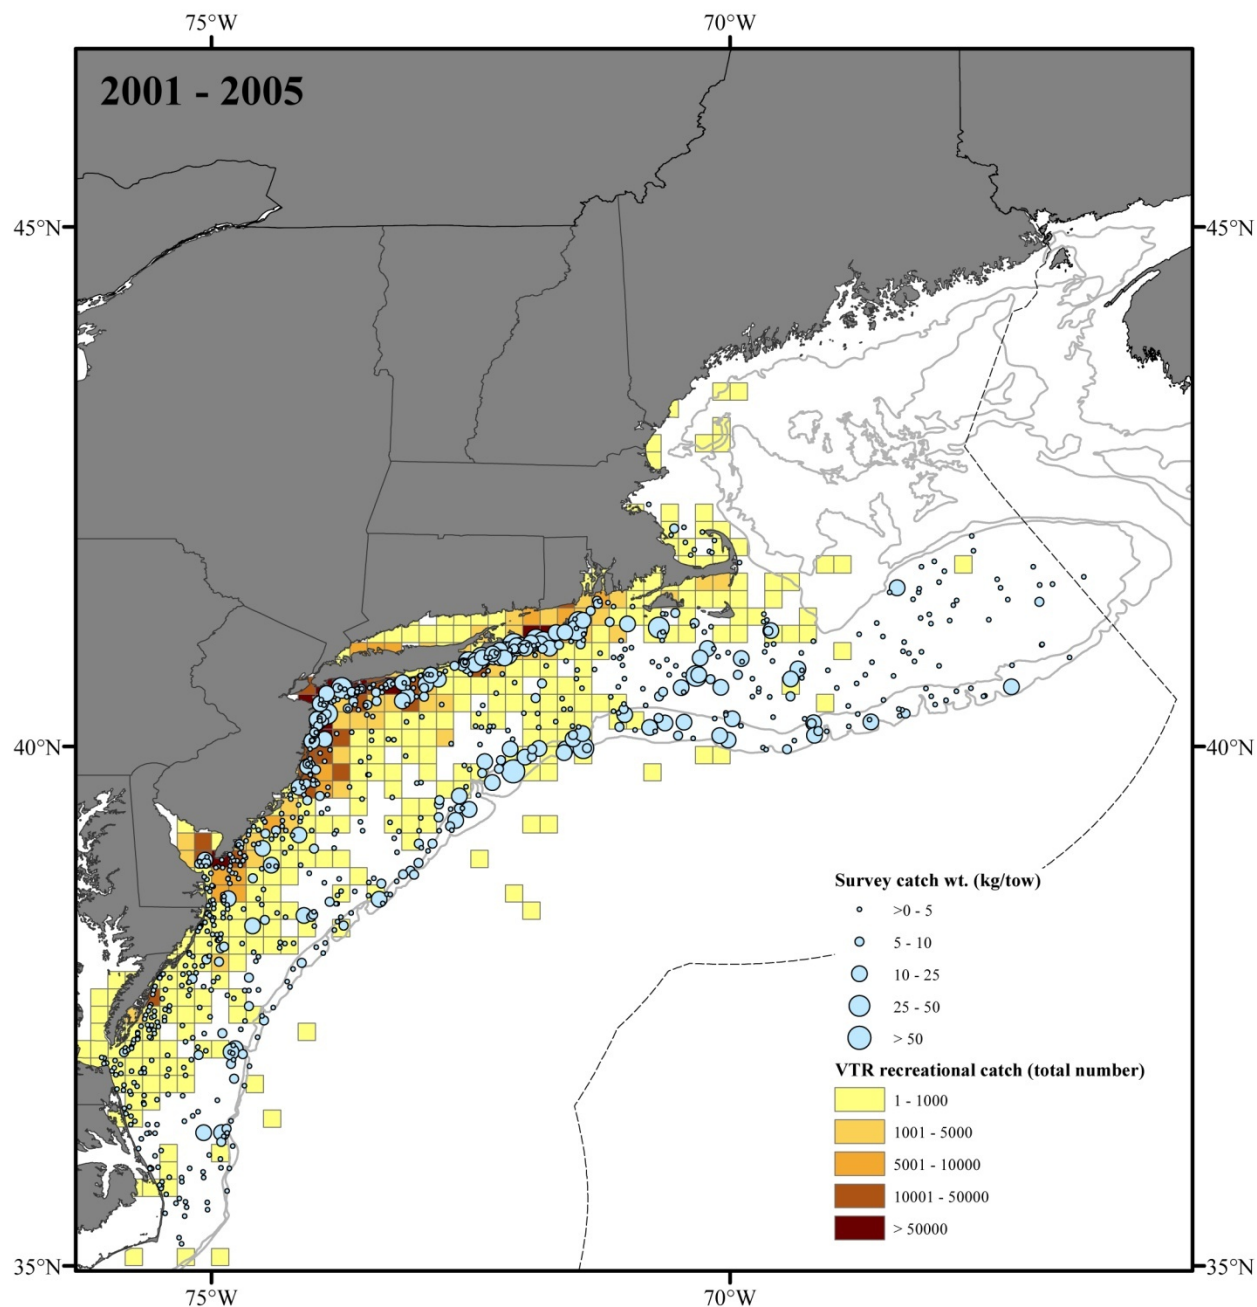 75°W 70°W
2001 - 2005
45°N 45°N
40°N 40°N
Survey catch wt. (kg/tow)
>0 - 5
5 - 10
10 - 25
25 - 50
> 50
VTR recreational catch (total number)
1 - 1000
1001 - 5000
5001 - 10000
10001 - 50000
> 50000
35°N 35°N
75°W 70°W